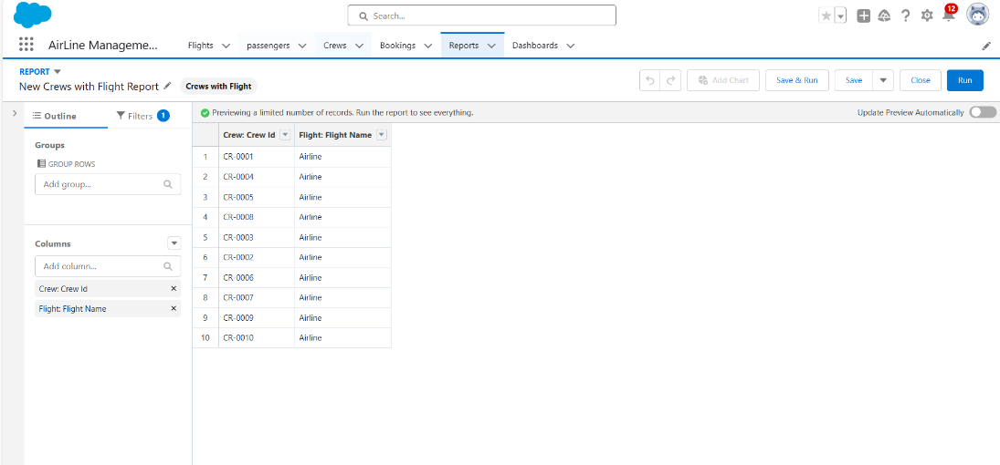 Search...
12
AirLine Manageme...
Flights
passengers
Crews
Bookings
Reports
Dashboards
REPORT
New Crews with Flight Report
Crews with Flight
Add Chart
Save & Run
Save
Close
Run
Outline
Filters 1
Previewing a limited number of records. Run the report to see everything.
Update Preview Automatically
Groups
GROUP ROWS
Add group...
Columns
Add column...
Crew: Crew Id
Flight: Flight Name
Crew: Crew Id Flight: Flight Name
1 CR-0001 Airline
2 CR-0004 Airline
3 CR-0005 Airline
4 CR-0008 Airline
5 CR-0003 Airline
6 CR-0002 Airline
7 CR-0006 Airline
8 CR-0007 Airline
9 CR-0009 Airline
10 CR-0010 Airline